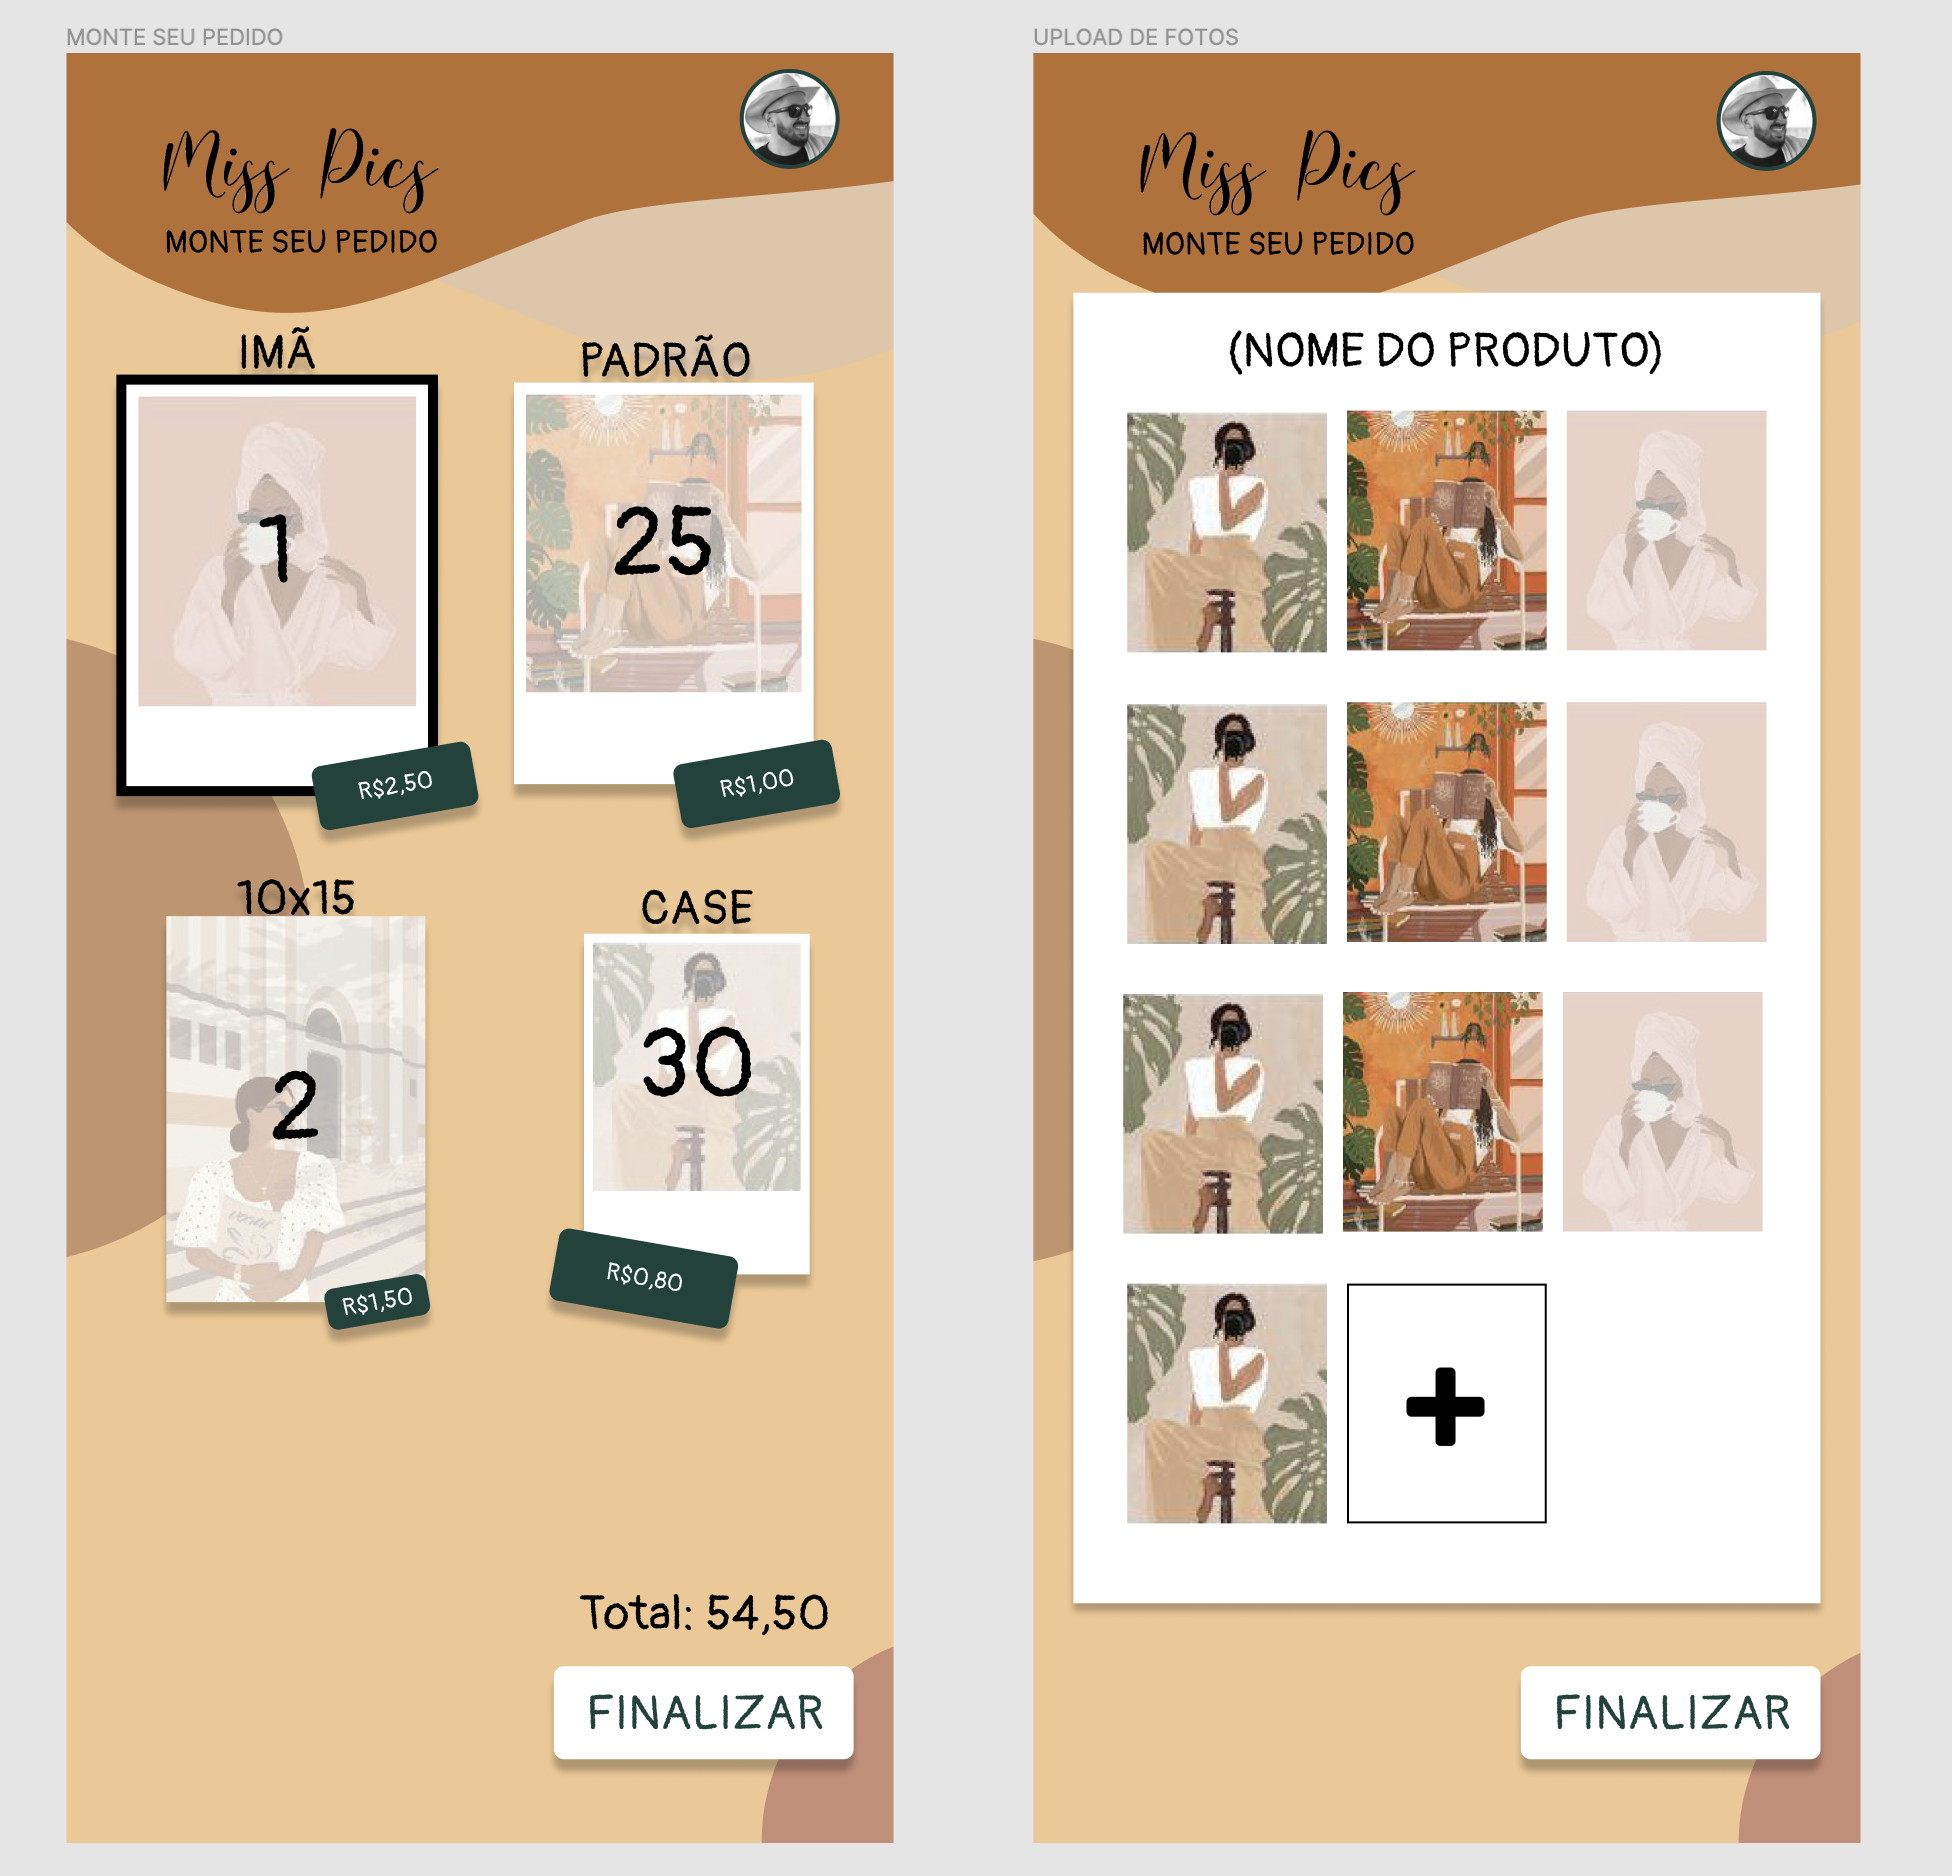 MONTE SEU PEDIDO
Miss Pics
MONTE SEU PEDIDO
IMÃ
1
R$2,50
PADRÃO
25
R$1,00
10x15
2
R$1,50
CASE
30
R$0,80
Total: 54,50
FINALIZAR
UPLOAD DE FOTOS
Miss Pics
MONTE SEU PEDIDO
(NOME DO PRODUTO)
FINALIZAR